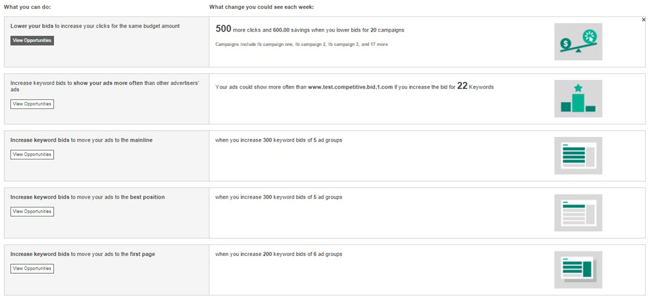 What you can do:
What change you could see each week:
Lower your bids to increase your clicks for the same budget amount
View Opportunities
500 more clicks and 600.00 savings when you lower bids for 20 campaigns
Campaigns include lb campaign one, lb campaign 2, lb campaign 3, and 17 more
x
$
Increase keyword bids to show your ads more often than other advertisers'
ads
View Opportunities
Your ads could show more often than www.test.competitive.bid.1.com if you increase the bid for 22 Keywords
Increase keyword bids to move your ads to the mainline
View Opportunities
when you increase 300 keyword bids of 5 ad groups
Increase keyword bids to move your ads to the best position
View Opportunities
when you increase 300 keyword bids of 5 ad groups
Increase keyword bids to move your ads to the first page
View Opportunities
when you increase 200 keyword bids of 6 ad groups